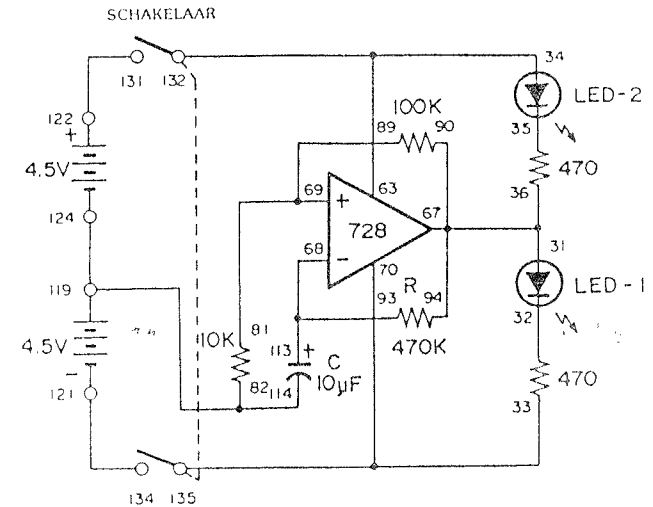 SCHAKELAAR
131 132
34
LED-2
122
+
100K
89 90
35
4.5V
470
69
+
63
36
124
728
67
68
-
31
70
119
R
LED-1
93 94
32
10K
81
470K
4.5V
113
+
C
10µF
82
114
470
-
121
33
134 135